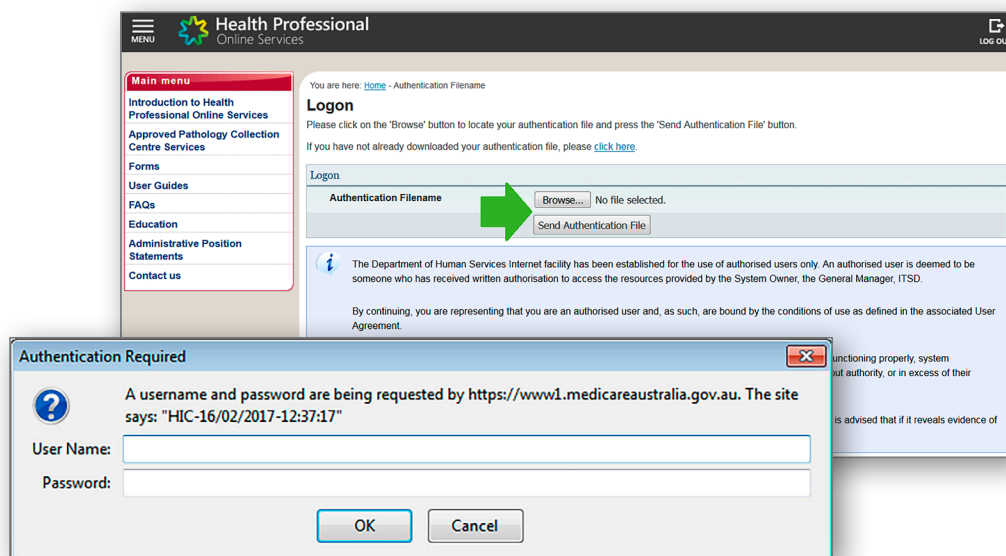 MENU
Health Professional
Online Services
LOG OU
Main menu
Introduction to Health
Professional Online Services
Approved Pathology Collection
Centre Services
Forms
User Guides
FAQs
Education
Administrative Position
Statements
Contact us
You are here: Home - Authentication Filename
Logon
Please click on the 'Browse' button to locate your authentication file and press the 'Send Authentication File' button.
If you have not already downloaded your authentication file, please click here.
Logon
Authentication Filename
Browse... No file selected.
Send Authentication File
The Department of Human Services Internet facility has been established for the use of authorised users only. An authorised user is deemed to be
someone who has received written authorisation to access the resources provided by the System Owner, the General Manager, ITSD.
By continuing, you are representing that you are an authorised user and, as such, are bound by the conditions of use as defined in the associated User
Agreement.
unctioning properly, system
out authority, or in excess of their
is advised that if it reveals evidence of
Authentication Required
A username and password are being requested by https://www1.medicareaustralia.gov.au. The site
says: "HIC-16/02/2017-12:37:17"
User Name:
Password:
OK
Cancel